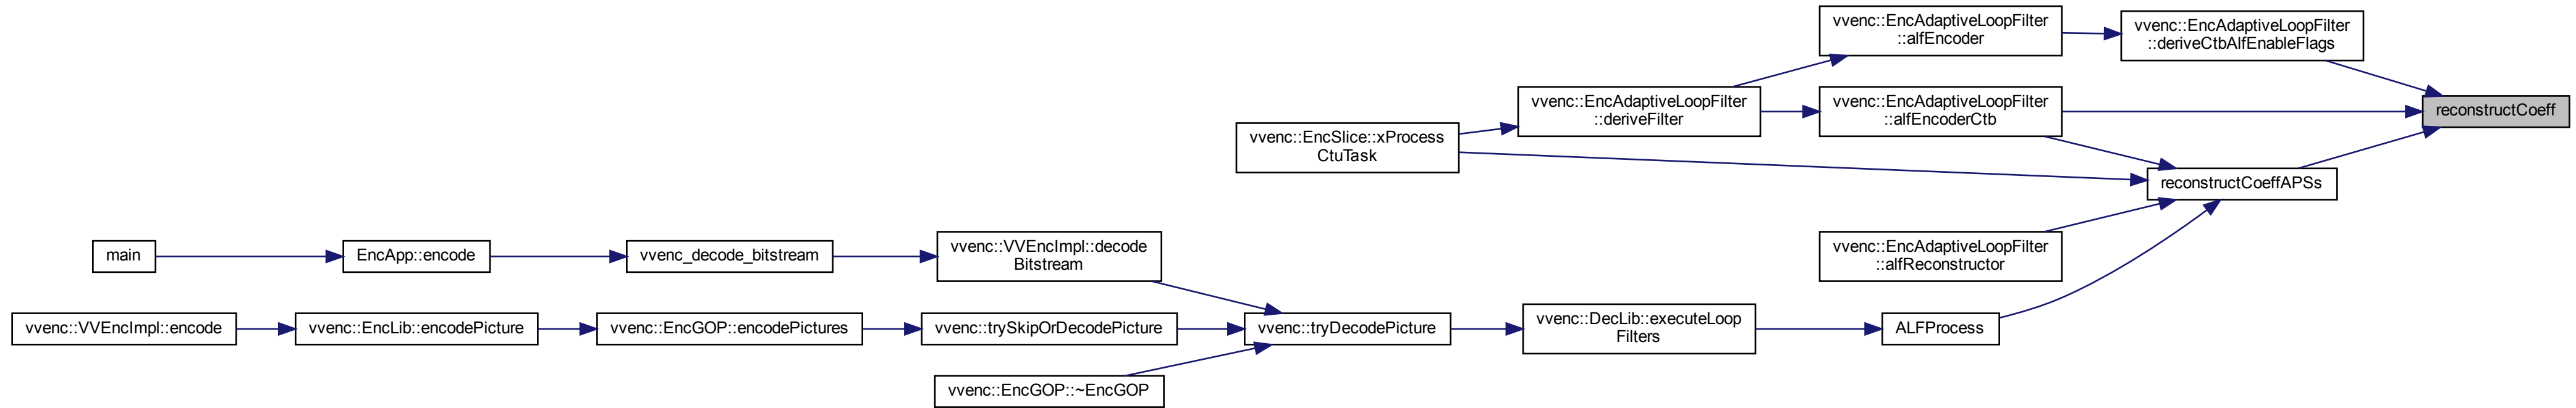 vvenc::EncAdaptiveLoopFilter
::alfEncoder
vvenc::EncAdaptiveLoopFilter
::deriveCtbAlfEnableFlags
vvenc::EncAdaptiveLoopFilter
::deriveFilter
vvenc::EncAdaptiveLoopFilter
::alfEncoderCtb
reconstructCoeff
vvenc::EncSlice::xProcess
CtuTask
reconstructCoeffAPSs
main
EncApp::encode
vvenc_decode_bitstream
vvenc::VVEncImpl::decode
Bitstream
vvenc::EncAdaptiveLoopFilter
::alfReconstructor
vvenc::VVEncImpl::encode
vvenc::EncLib::encodePicture
vvenc::EncGOP::encodePictures
vvenc::trySkipOrDecodePicture
vvenc::tryDecodePicture
vvenc::DecLib::executeLoop
Filters
ALFProcess
vvenc::EncGOP::~EncGOP